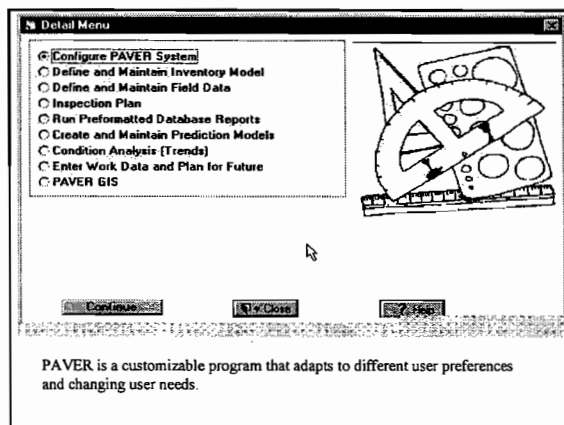 Detail Menu
Configure PAVER System
Define and Maintain Inventory Model
Define and Maintain Field Data
Inspection Plan
Run Preformatted Database Reports
Create and Maintain Prediction Models
Condition Analysis (Trends)
Enter Work Data and Plan for Future
PAVER GIS
Continue
Close
? Help
PAVER is a customizable program that adapts to different user preferences
and changing user needs.